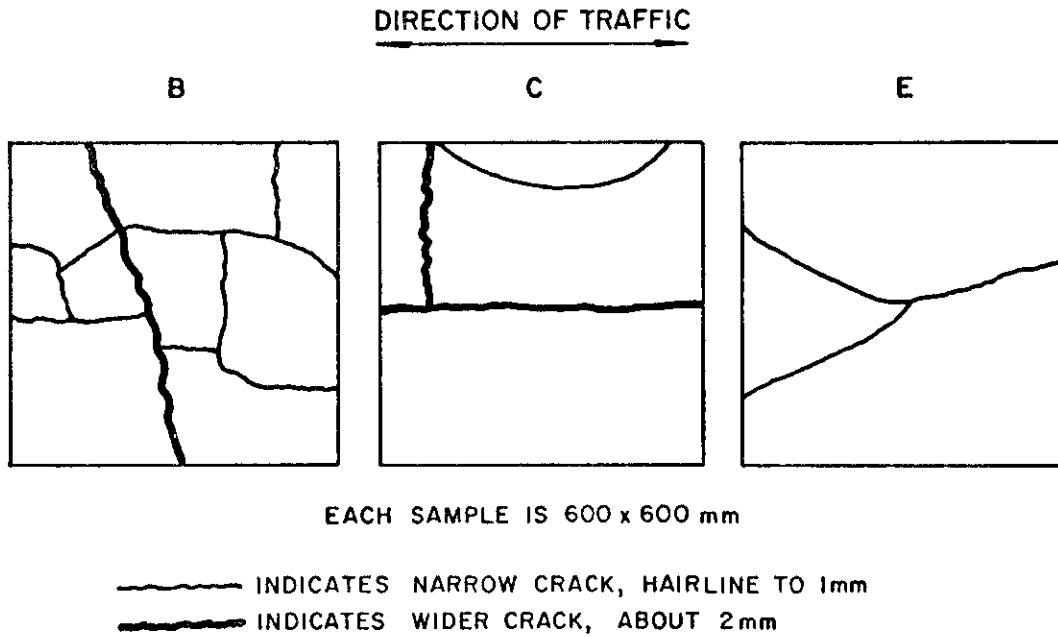 DIRECTION OF TRAFFIC
B C E
EACH SAMPLE IS 600 x 600 mm
INDICATES NARROW CRACK, HAIRLINE TO 1mm
INDICATES WIDER CRACK, ABOUT 2mm